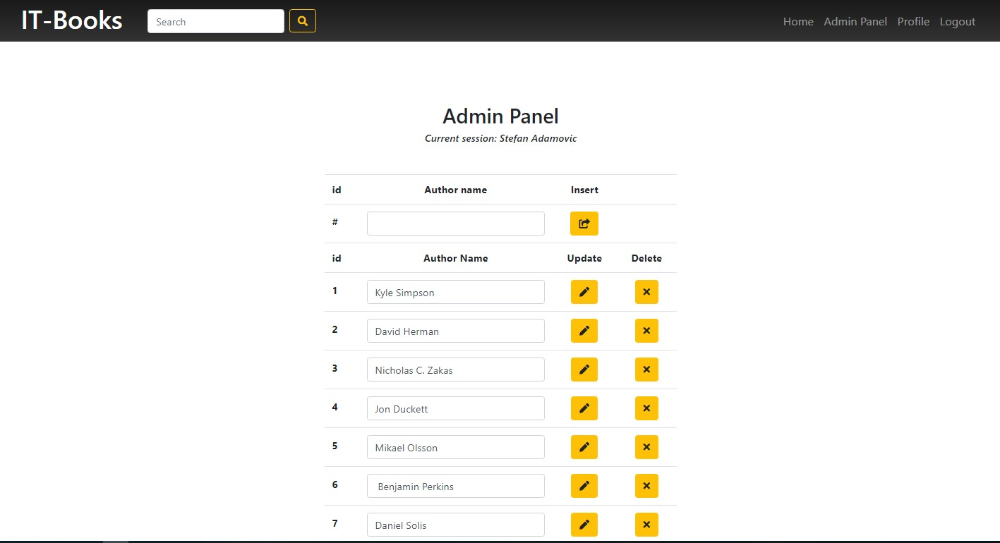 IT-Books Search Home Admin Panel Profile Logout
Admin Panel
Current session: Stefan Adamovic
id Author name Insert
#
id Author Name Update Delete
1 Kyle Simpson
2 David Herman
3 Nicholas C. Zakas
4 Jon Duckett
5 Mikael Olsson
6 Benjamin Perkins
7 Daniel Solis